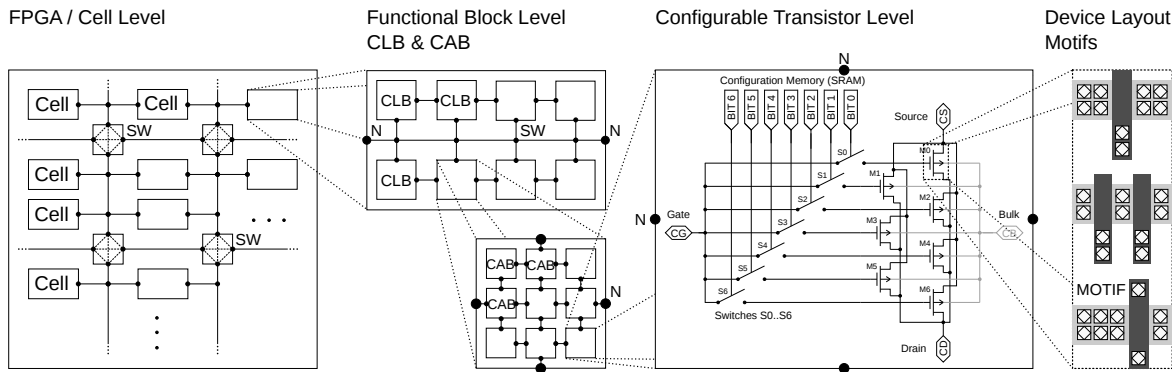 FPGA / Cell Level
Functional Block Level
CLB & CAB
Configurable Transistor Level
Device Layout
Motifs
Cell
Cell
SW
Cell
Cell
SW
Cell
CLB
CLB
N
SW
N
CLB
CAB
CAB
CAB
N
N
Configuration Memory (SRAM)
BIT 6
BIT 5
BIT 4
BIT 3
BIT 2
BIT 1
BIT 0
Source
CS
S0
M0
S1
M1
S2
M2
N
Gate
CG
S3
M3
Bulk
CB
S4
M4
S5
M5
S6
M6
Switches S0..S6
Drain
CD
MOTIF